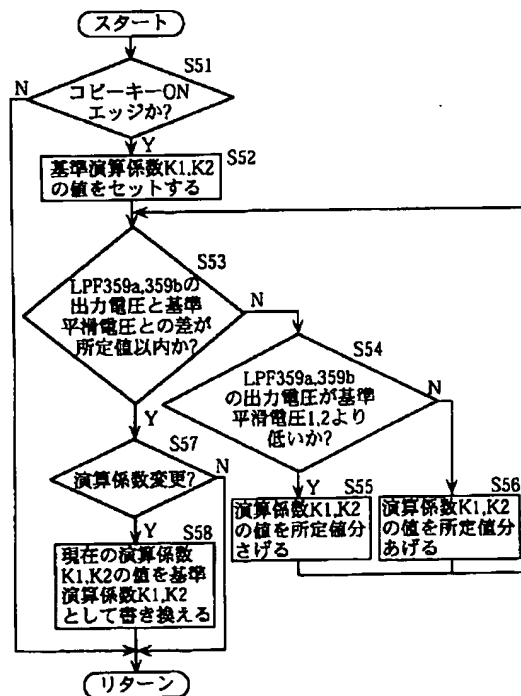 スタート
S51
N
コピーキーON
エッジか?
Y
S52
基準演算係数K1,K2
の値をセットする
S53
LPF359a,359bの
出力電圧と基準
平滑電圧との差が
所定値以内か?
N
Y
S54
LPF359a,359b
の出力電圧が基準
平滑電圧1,2より
低いか?
N
Y
S57
演算係数変更?
N
Y
S55
演算係数K1,K2
の値を所定値分
さげる
S56
演算係数K1,K2
の値を所定値分
あげる
S58
現在の演算係数
K1,K2の値を基準
演算係数K1,K2
として書き換える
リターン